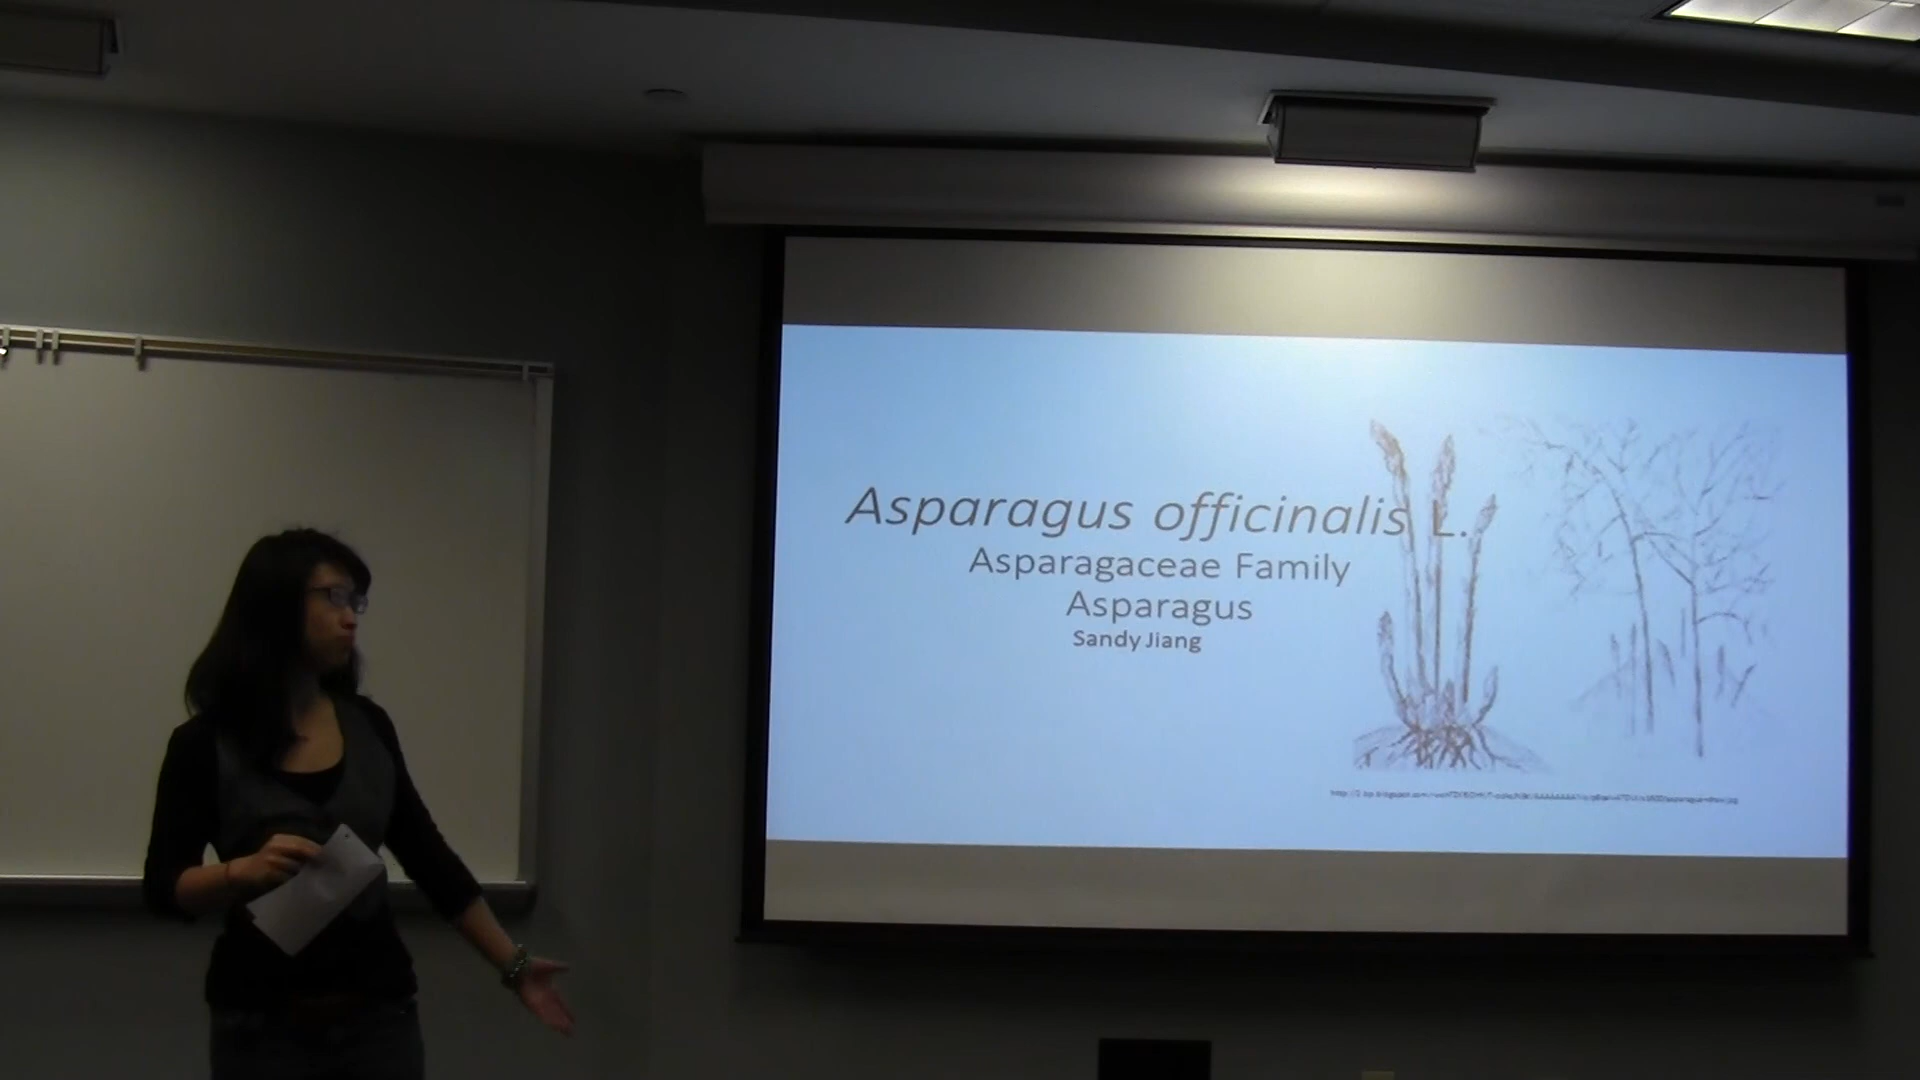 Asparagus officinalis L.
Asparagaceae Family
Asparagus
Sandy Jiang